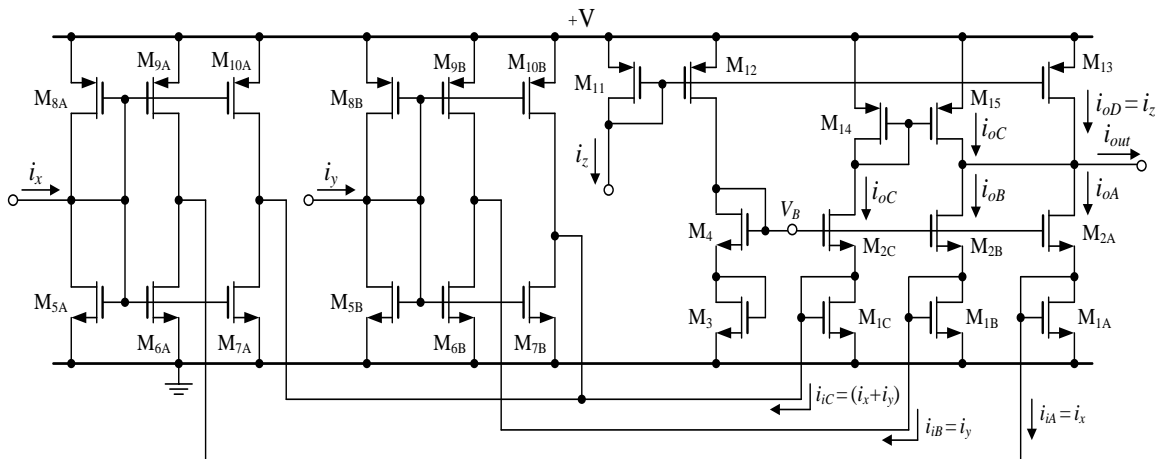 +V
M9A
M10A
M9B
M10B
M12
M13
M8A
M8B
M11
M15
ioD=iz
M14
ioC
iout
ix
iy
iz
ioC
ioB
ioA
VB
M4
M2C
M2B
M2A
M5A
M5B
M3
M1C
M1B
M1A
M6A
M7A
M6B
M7B
iiC=(ix+iy)
iiB=iy
iiA=ix